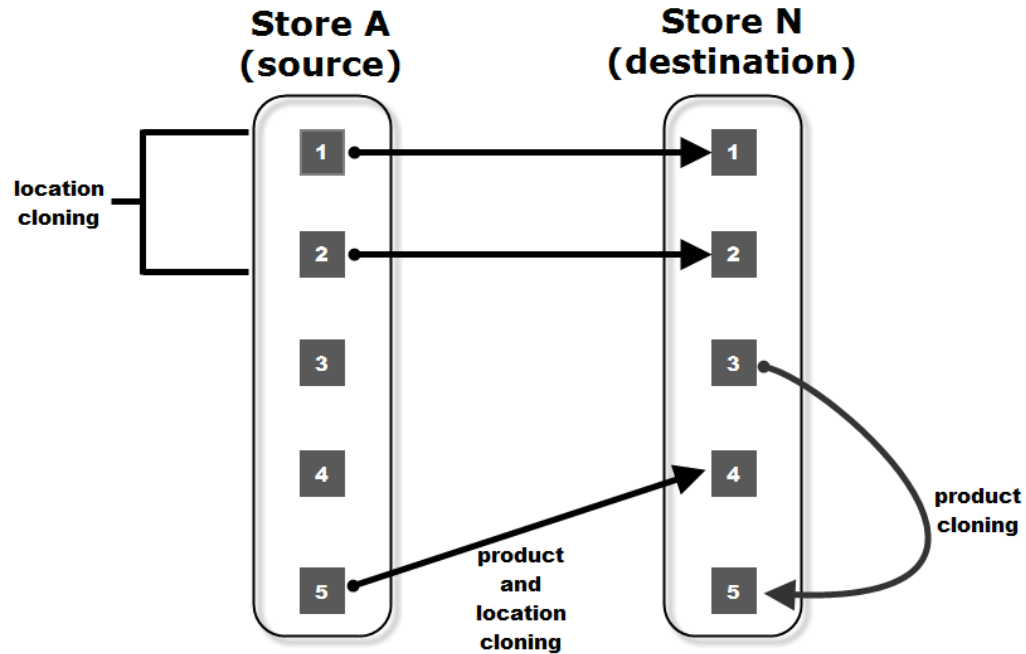 Store A
(source)
Store N
(destination)
location
cloning
1
2
3
4
5
1
2
3
4
5
product
and
location
cloning
product
cloning